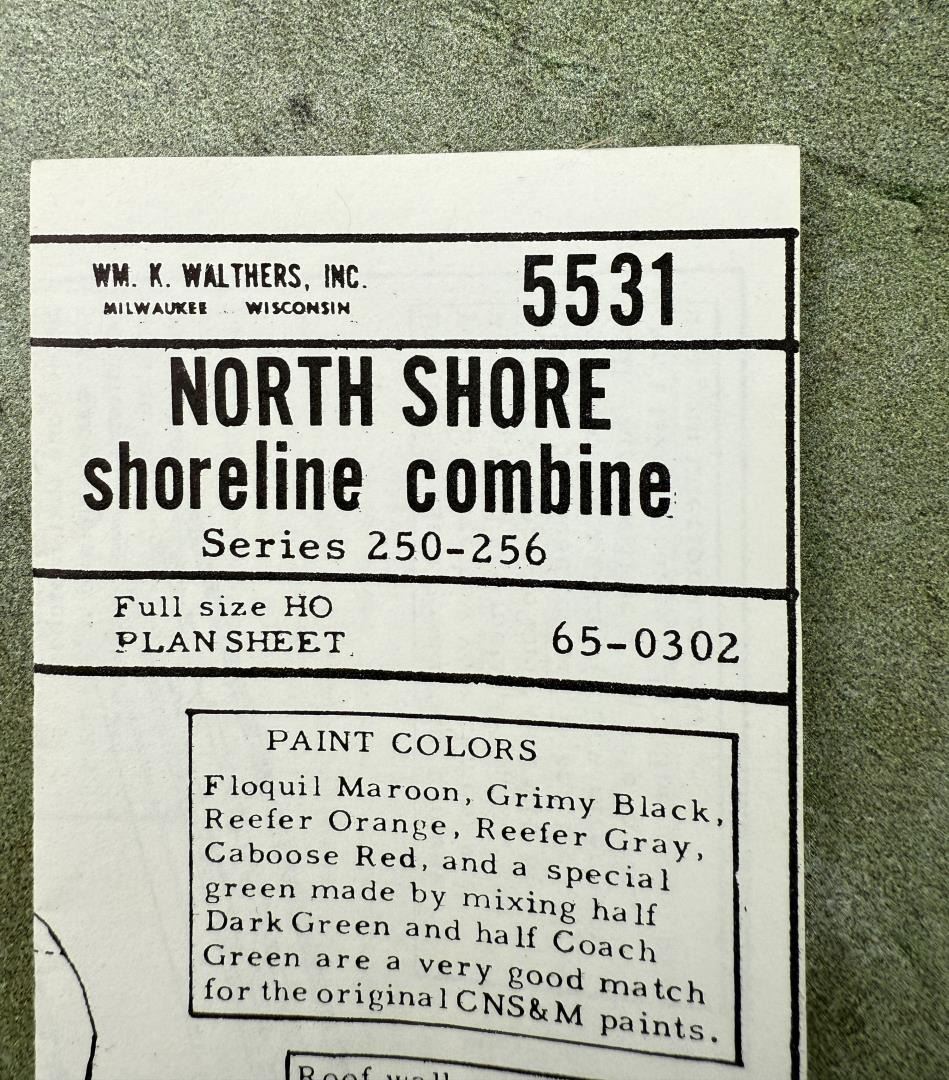 WM. K. WALTHERS, INC.
MILWAUKEE WISCONSIN
5531
NORTH SHORE
shoreline combine
Series 250-256
Full size HO
PLAN SHEET
65-0302
PAINT COLORS
Floquil Maroon, Grimy Black,
Reefer Orange, Reefer Gray,
Caboose Red, and a special
green made by mixing half
Dark Green and half Coach
Green are a very good match
for the original CNS&M paints.
Roof